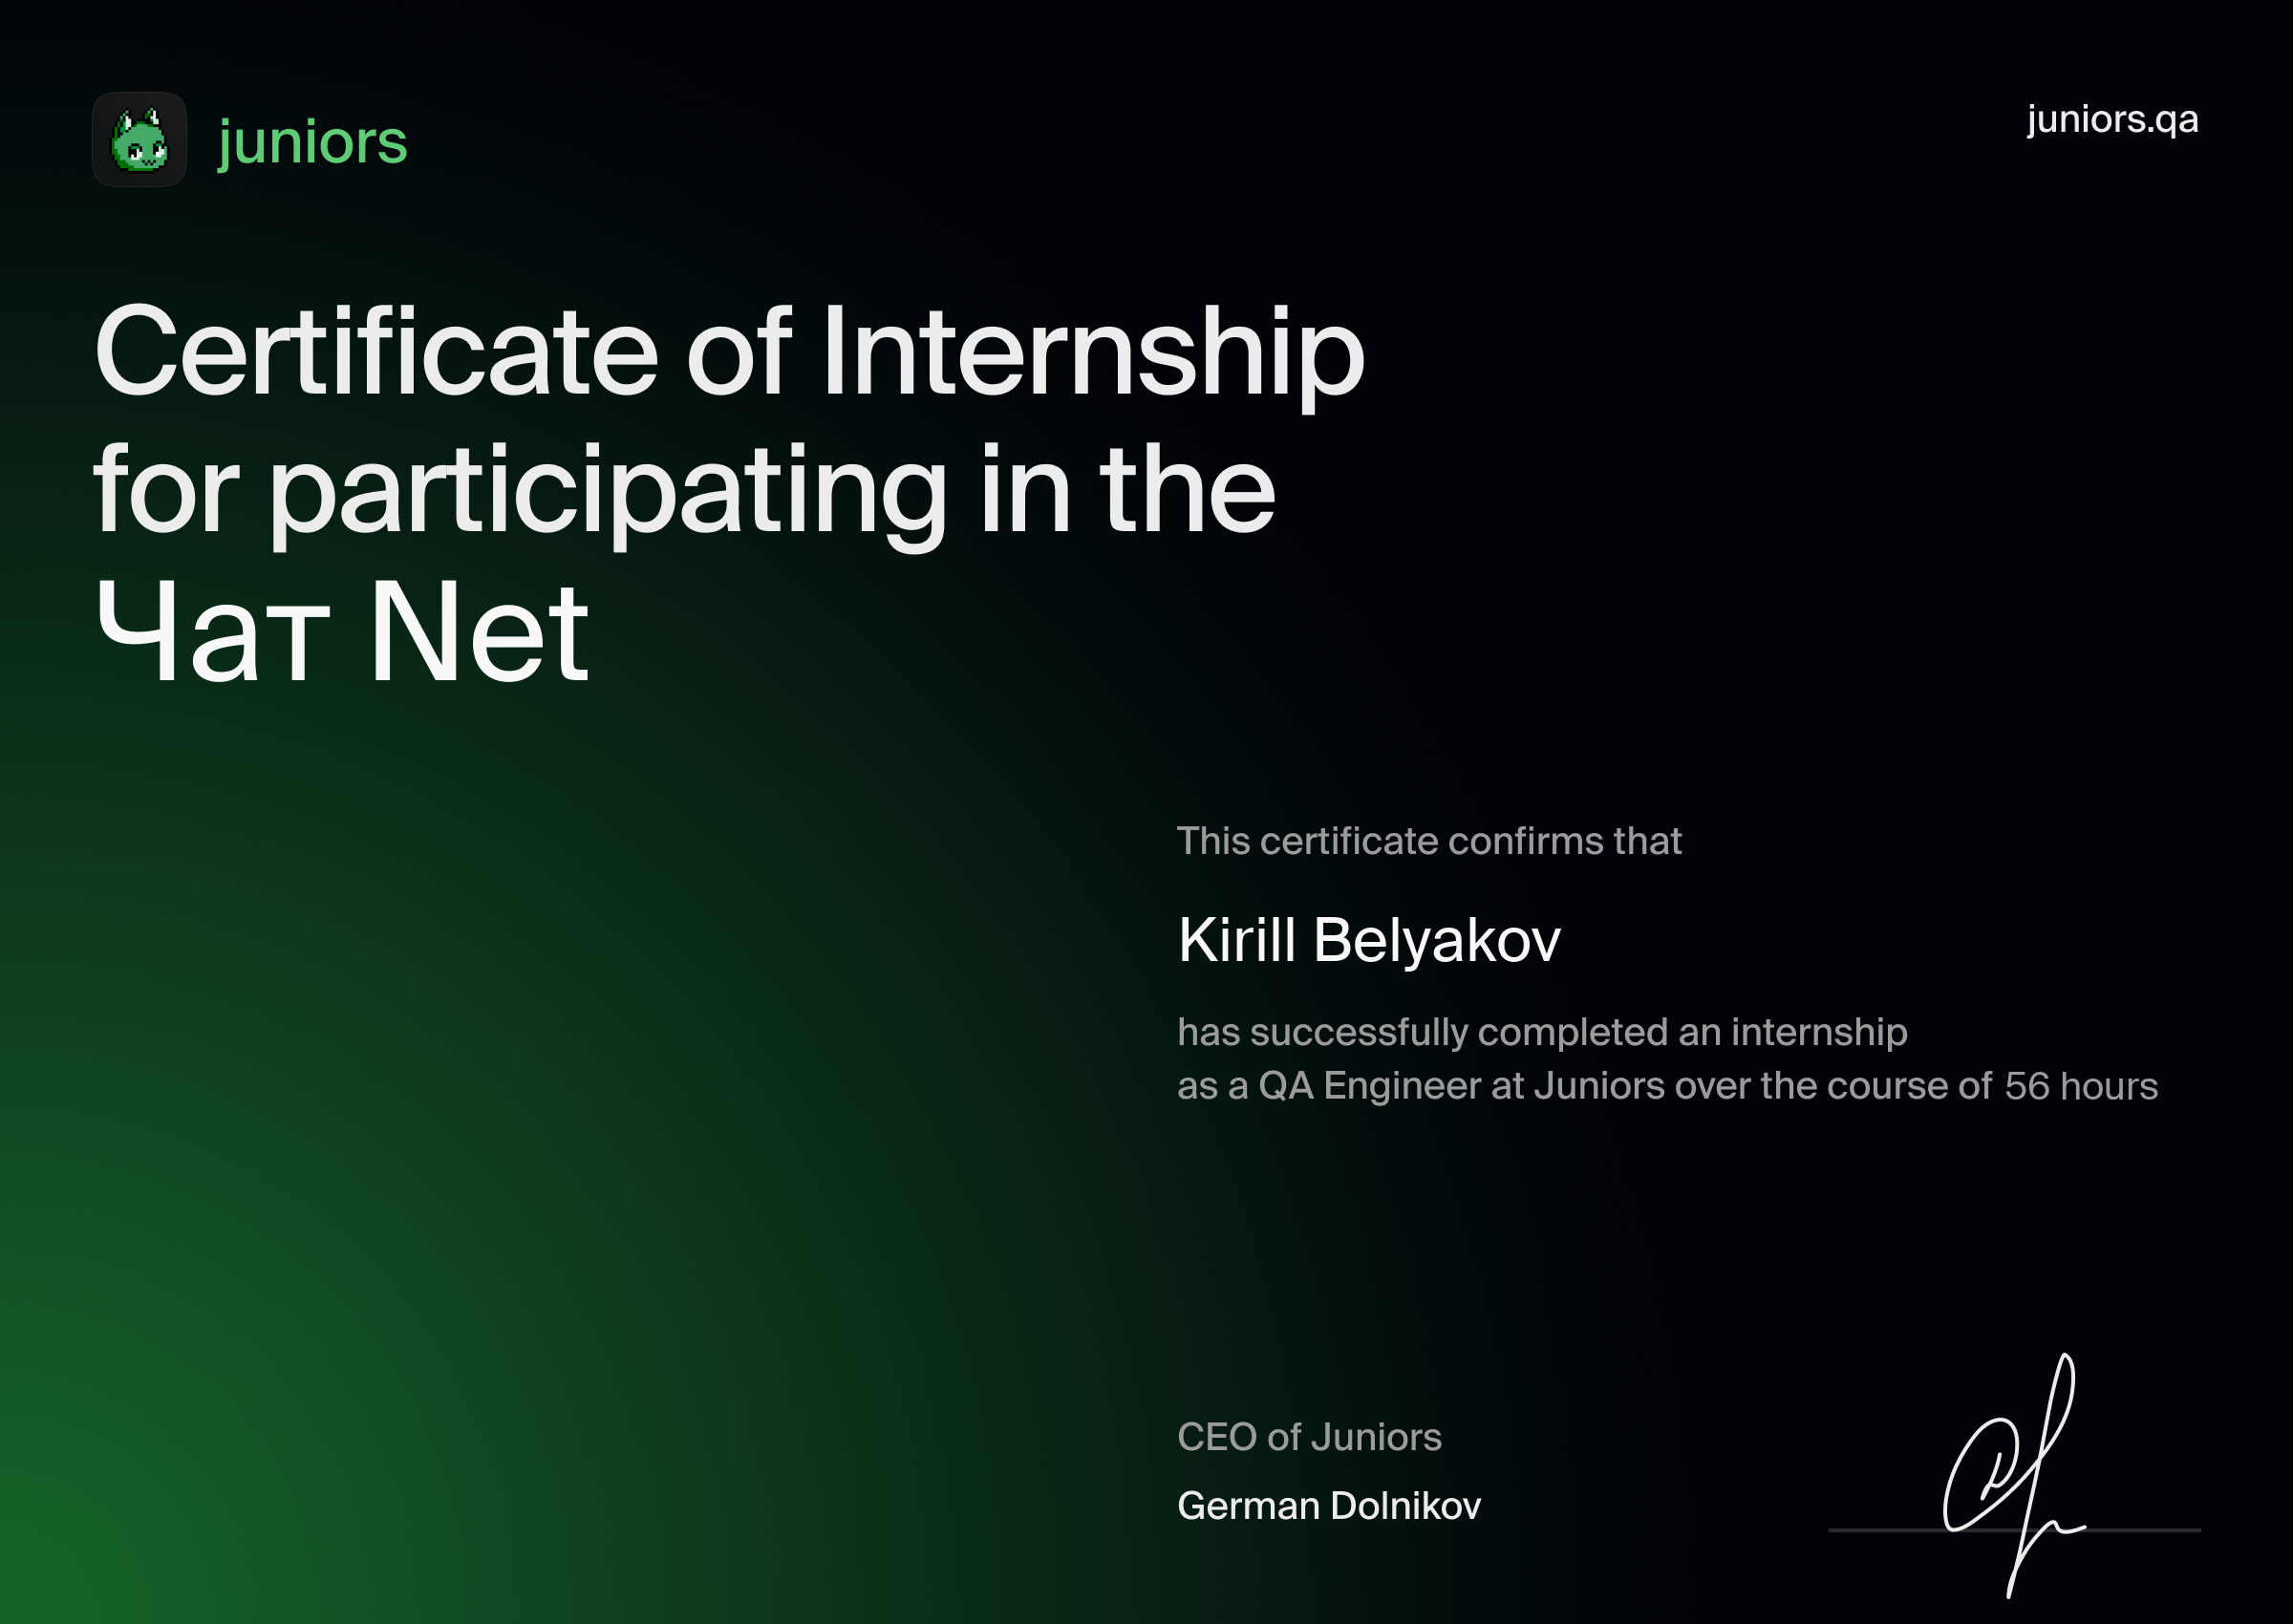 juniors
juniors.qa
Certificate of Internship
for participating in the
Чат Net
This certificate confirms that
Kirill Belyakov
has successfully completed an internship
as a QA Engineer at Juniors over the course of 56 hours
CEO of Juniors
German Dolnikov